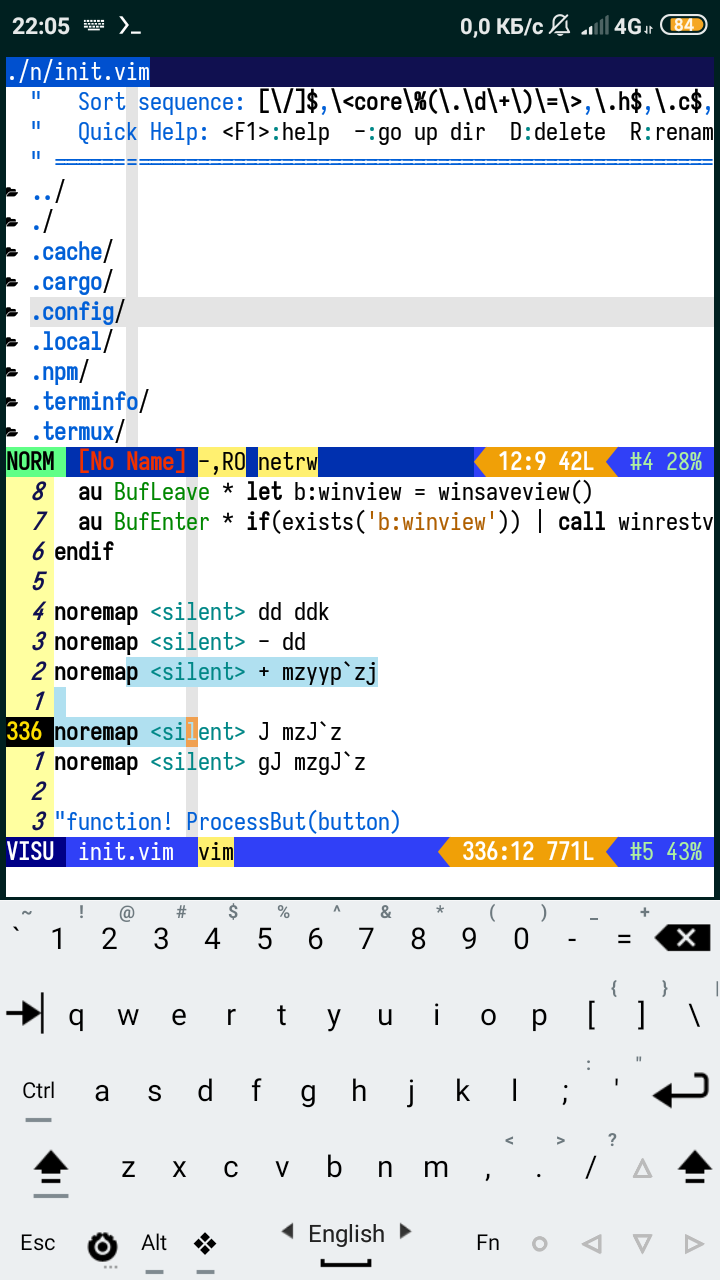 22:05 0,0 КБ/с 4G 84
./n/init.vim
"   Sort sequence: [\/]$,\<core\%(\.\d\+\)\=\>,\.h$,\.c$,
"   Quick Help: <F1>:help  -:go up dir  D:delete  R:renam
" =======================================================
../
./
.cache/
.cargo/
.config/
.local/
.npm/
.terminfo/
.termux/
NORM [No Name] -,RO netrw 12:9 42L #4 28%
8   au BufLeave * let b:winview = winsaveview()
7   au BufEnter * if(exists('b:winview')) | call winrestv
6 endif
5
4 noremap <silent> dd ddk
3 noremap <silent> - dd
2 noremap <silent> + mzyyp`zj
1
336 noremap <silent> J mzJ`z
1 noremap <silent> gJ mzgJ`z
2
3 "function! ProcessBut(button)
VISU init.vim vim 336:12 771L #5 43%
~ ! @ # $ % ^ & * ( ) _ +
` 1 2 3 4 5 6 7 8 9 0 - =
{ } |
q w e r t y u i o p [ ] \
: "
Ctrl a s d f g h j k l ; '
< > ?
z x c v b n m , . /
Esc Alt English Fn